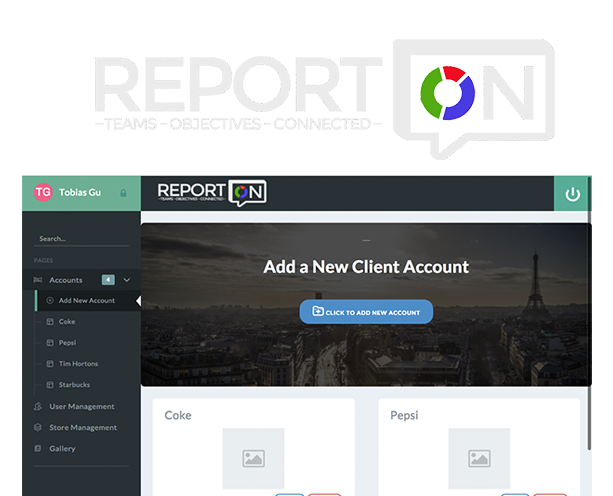 REPORT ON
–TEAMS – OBJECTIVES – CONNECTED–
TG Tobias Gu
REPORT ON
–TEAMS – OBJECTIVES – CONNECTED–
Search...
PAGES
Accounts 4
Add New Account
Coke
Pepsi
Tim Hortons
Starbucks
User Management
Store Management
Gallery
Add a New Client Account
CLICK TO ADD NEW ACCOUNT
Coke
Pepsi